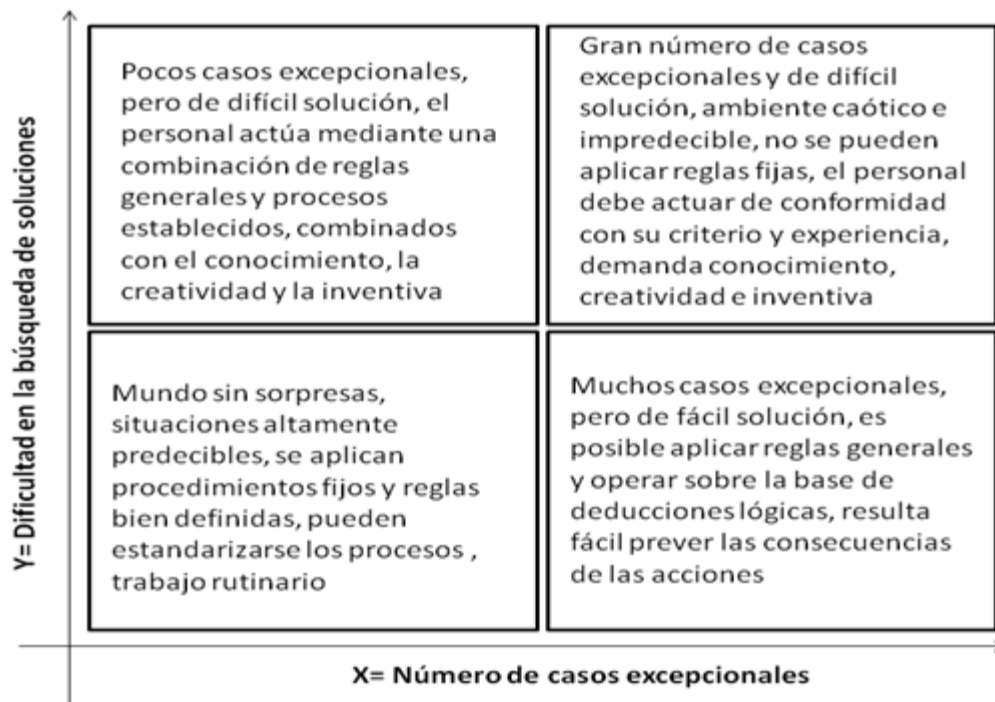 Y= Dificultad en la búsqueda de soluciones
Pocos casos excepcionales,
pero de difícil solución, el
personal actúa mediante una
combinación de reglas
generales y procesos
establecidos, combinados
con el conocimiento, la
creatividad y la inventiva
Gran número de casos
excepcionales y de difícil
solución, ambiente caótico e
impredecible, no se pueden
aplicar reglas fijas, el personal
debe actuar de conformidad
con su criterio y experiencia,
demanda conocimiento,
creatividad e inventiva
Mundo sin sorpresas,
situaciones altamente
predecibles, se aplican
procedimientos fijos y reglas
bien definidas, pueden
estandarizarse los procesos ,
trabajo rutinario
Muchos casos excepcionales,
pero de fácil solución, es
posible aplicar reglas generales
y operar sobre la base de
deducciones lógicas, resulta
fácil prever las consecuencias
de las acciones
X= Número de casos excepcionales